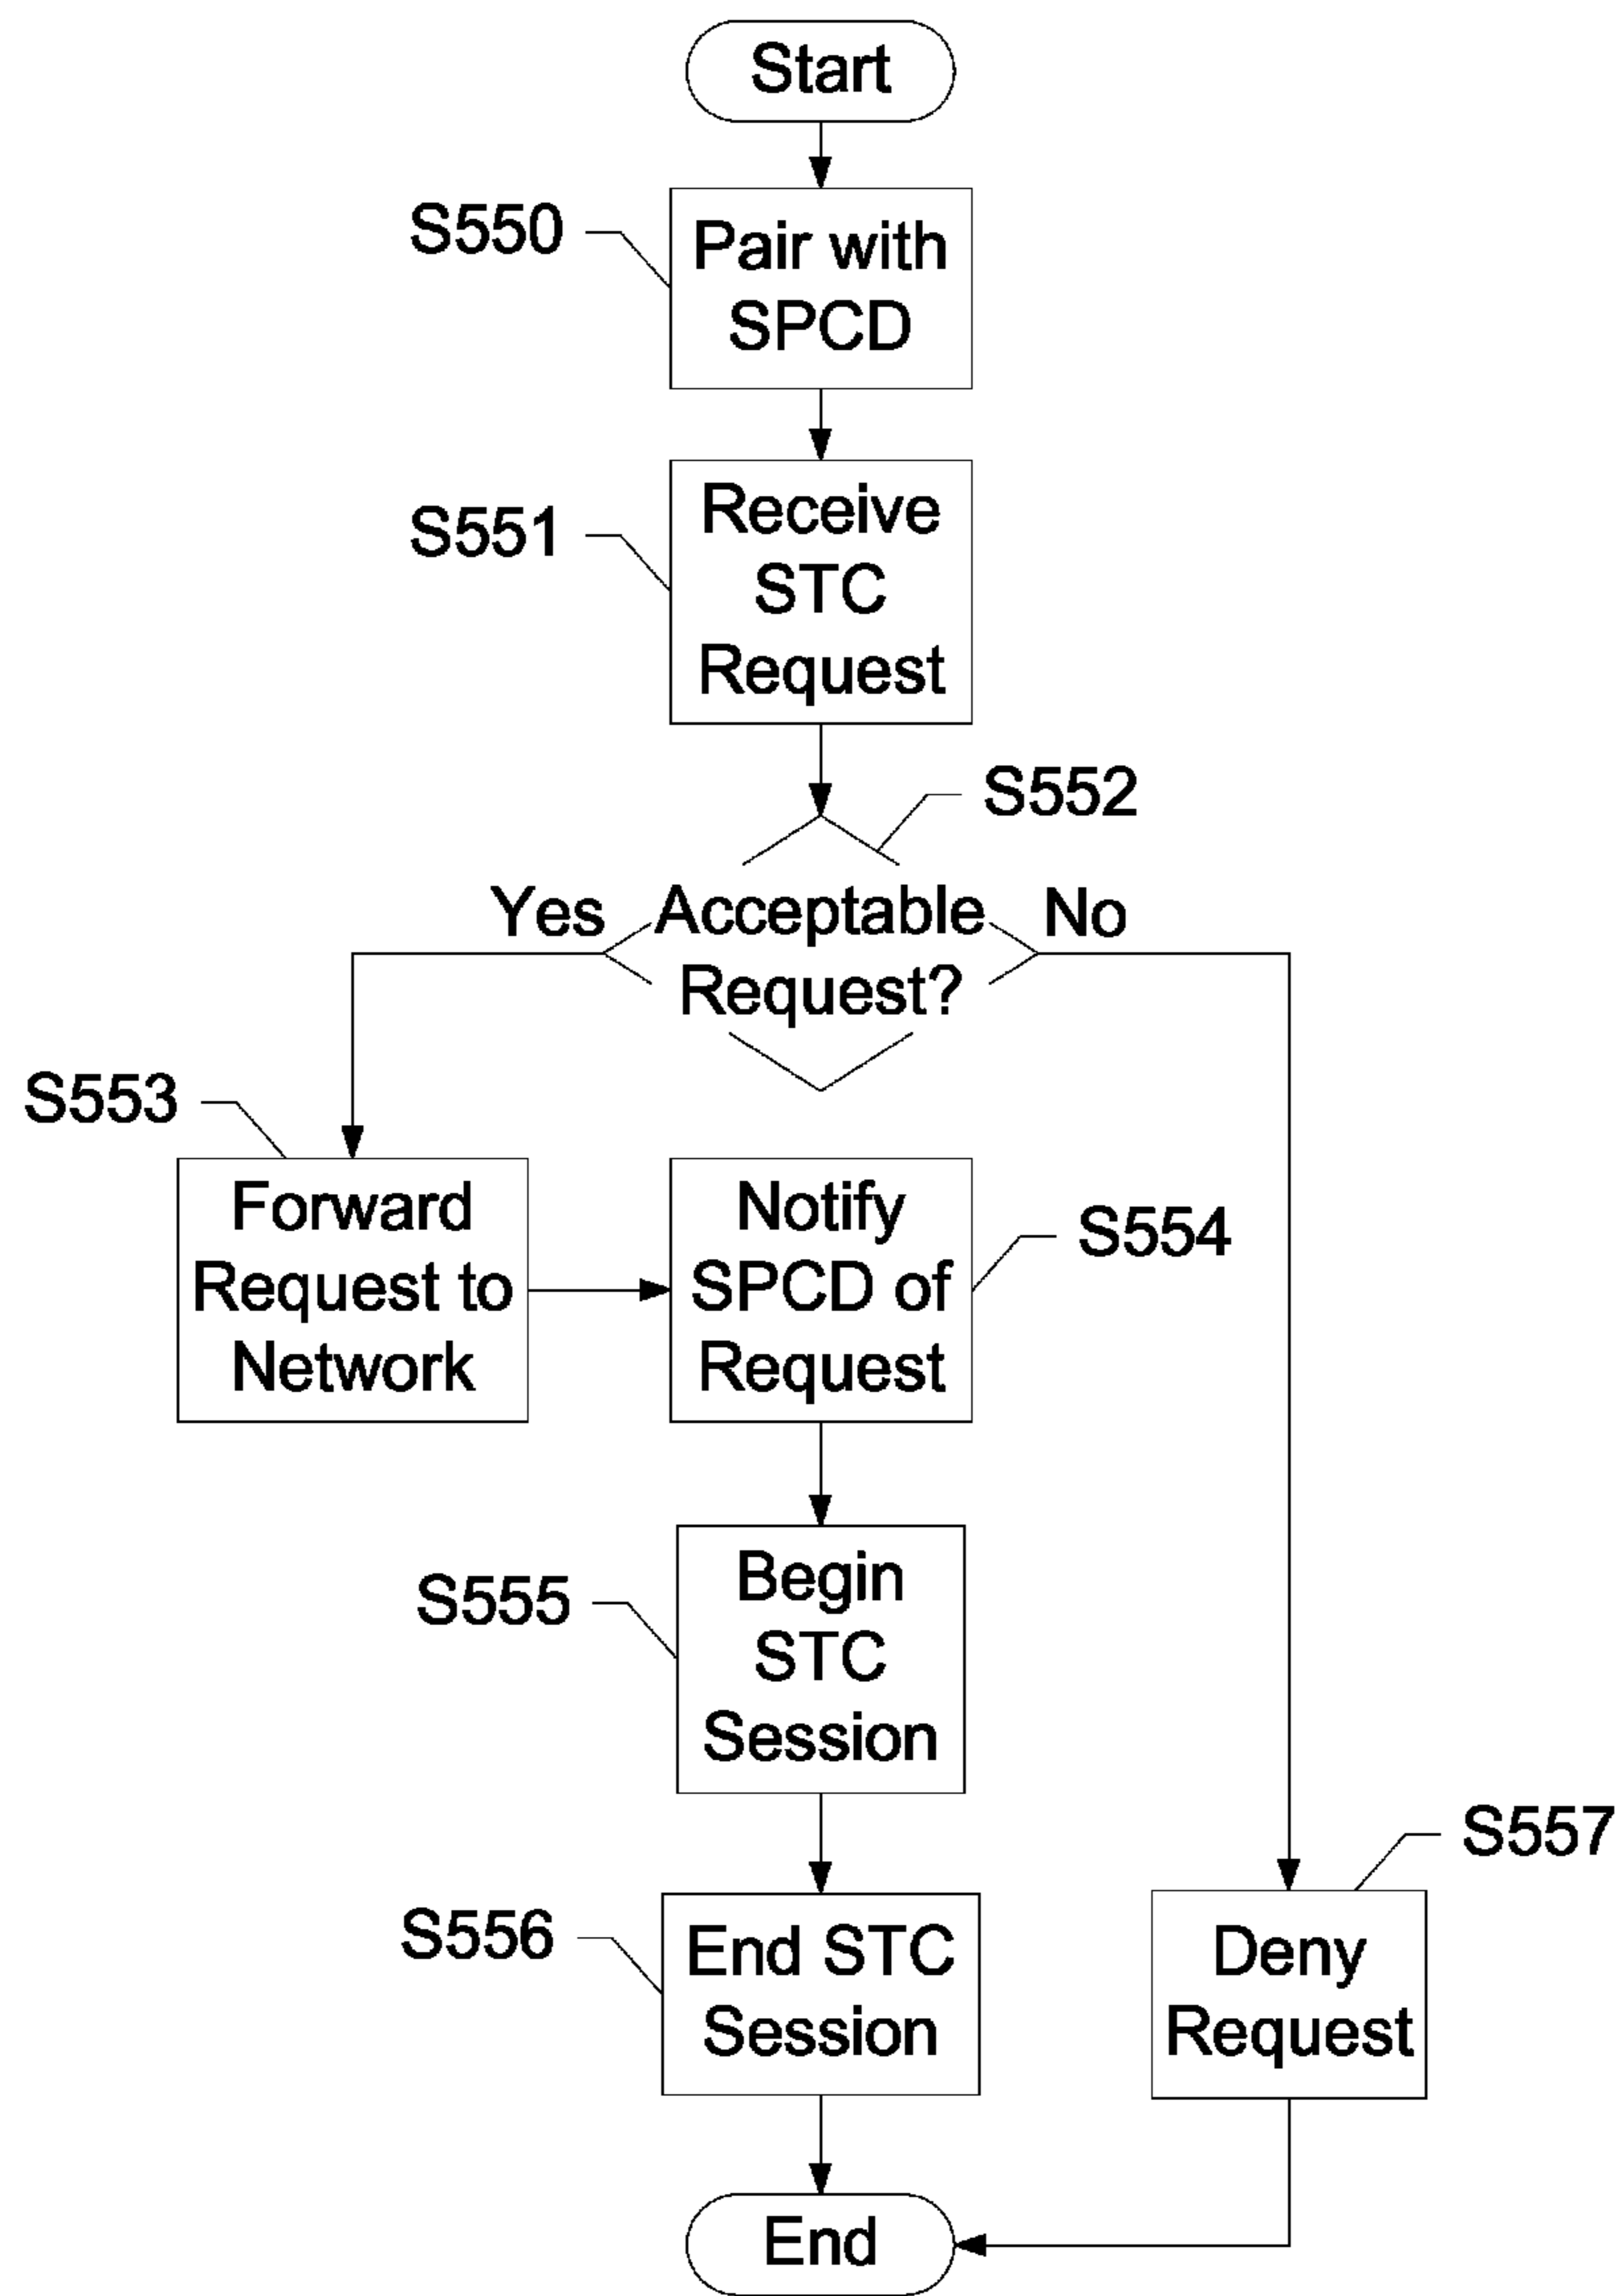 Start
S550
Pair with
SPCD
S551
Receive
STC
Request
S552
Yes
Acceptable
Request?
No
S553
Forward
Request to
Network
Notify
SPCD of
Request
S554
S555
Begin
STC
Session
S556
End STC
Session
S557
Deny
Request
End